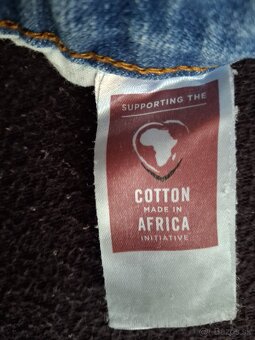 SUPPORTING THE
COTTON
MADE IN
AFRICA
INITIATIVE